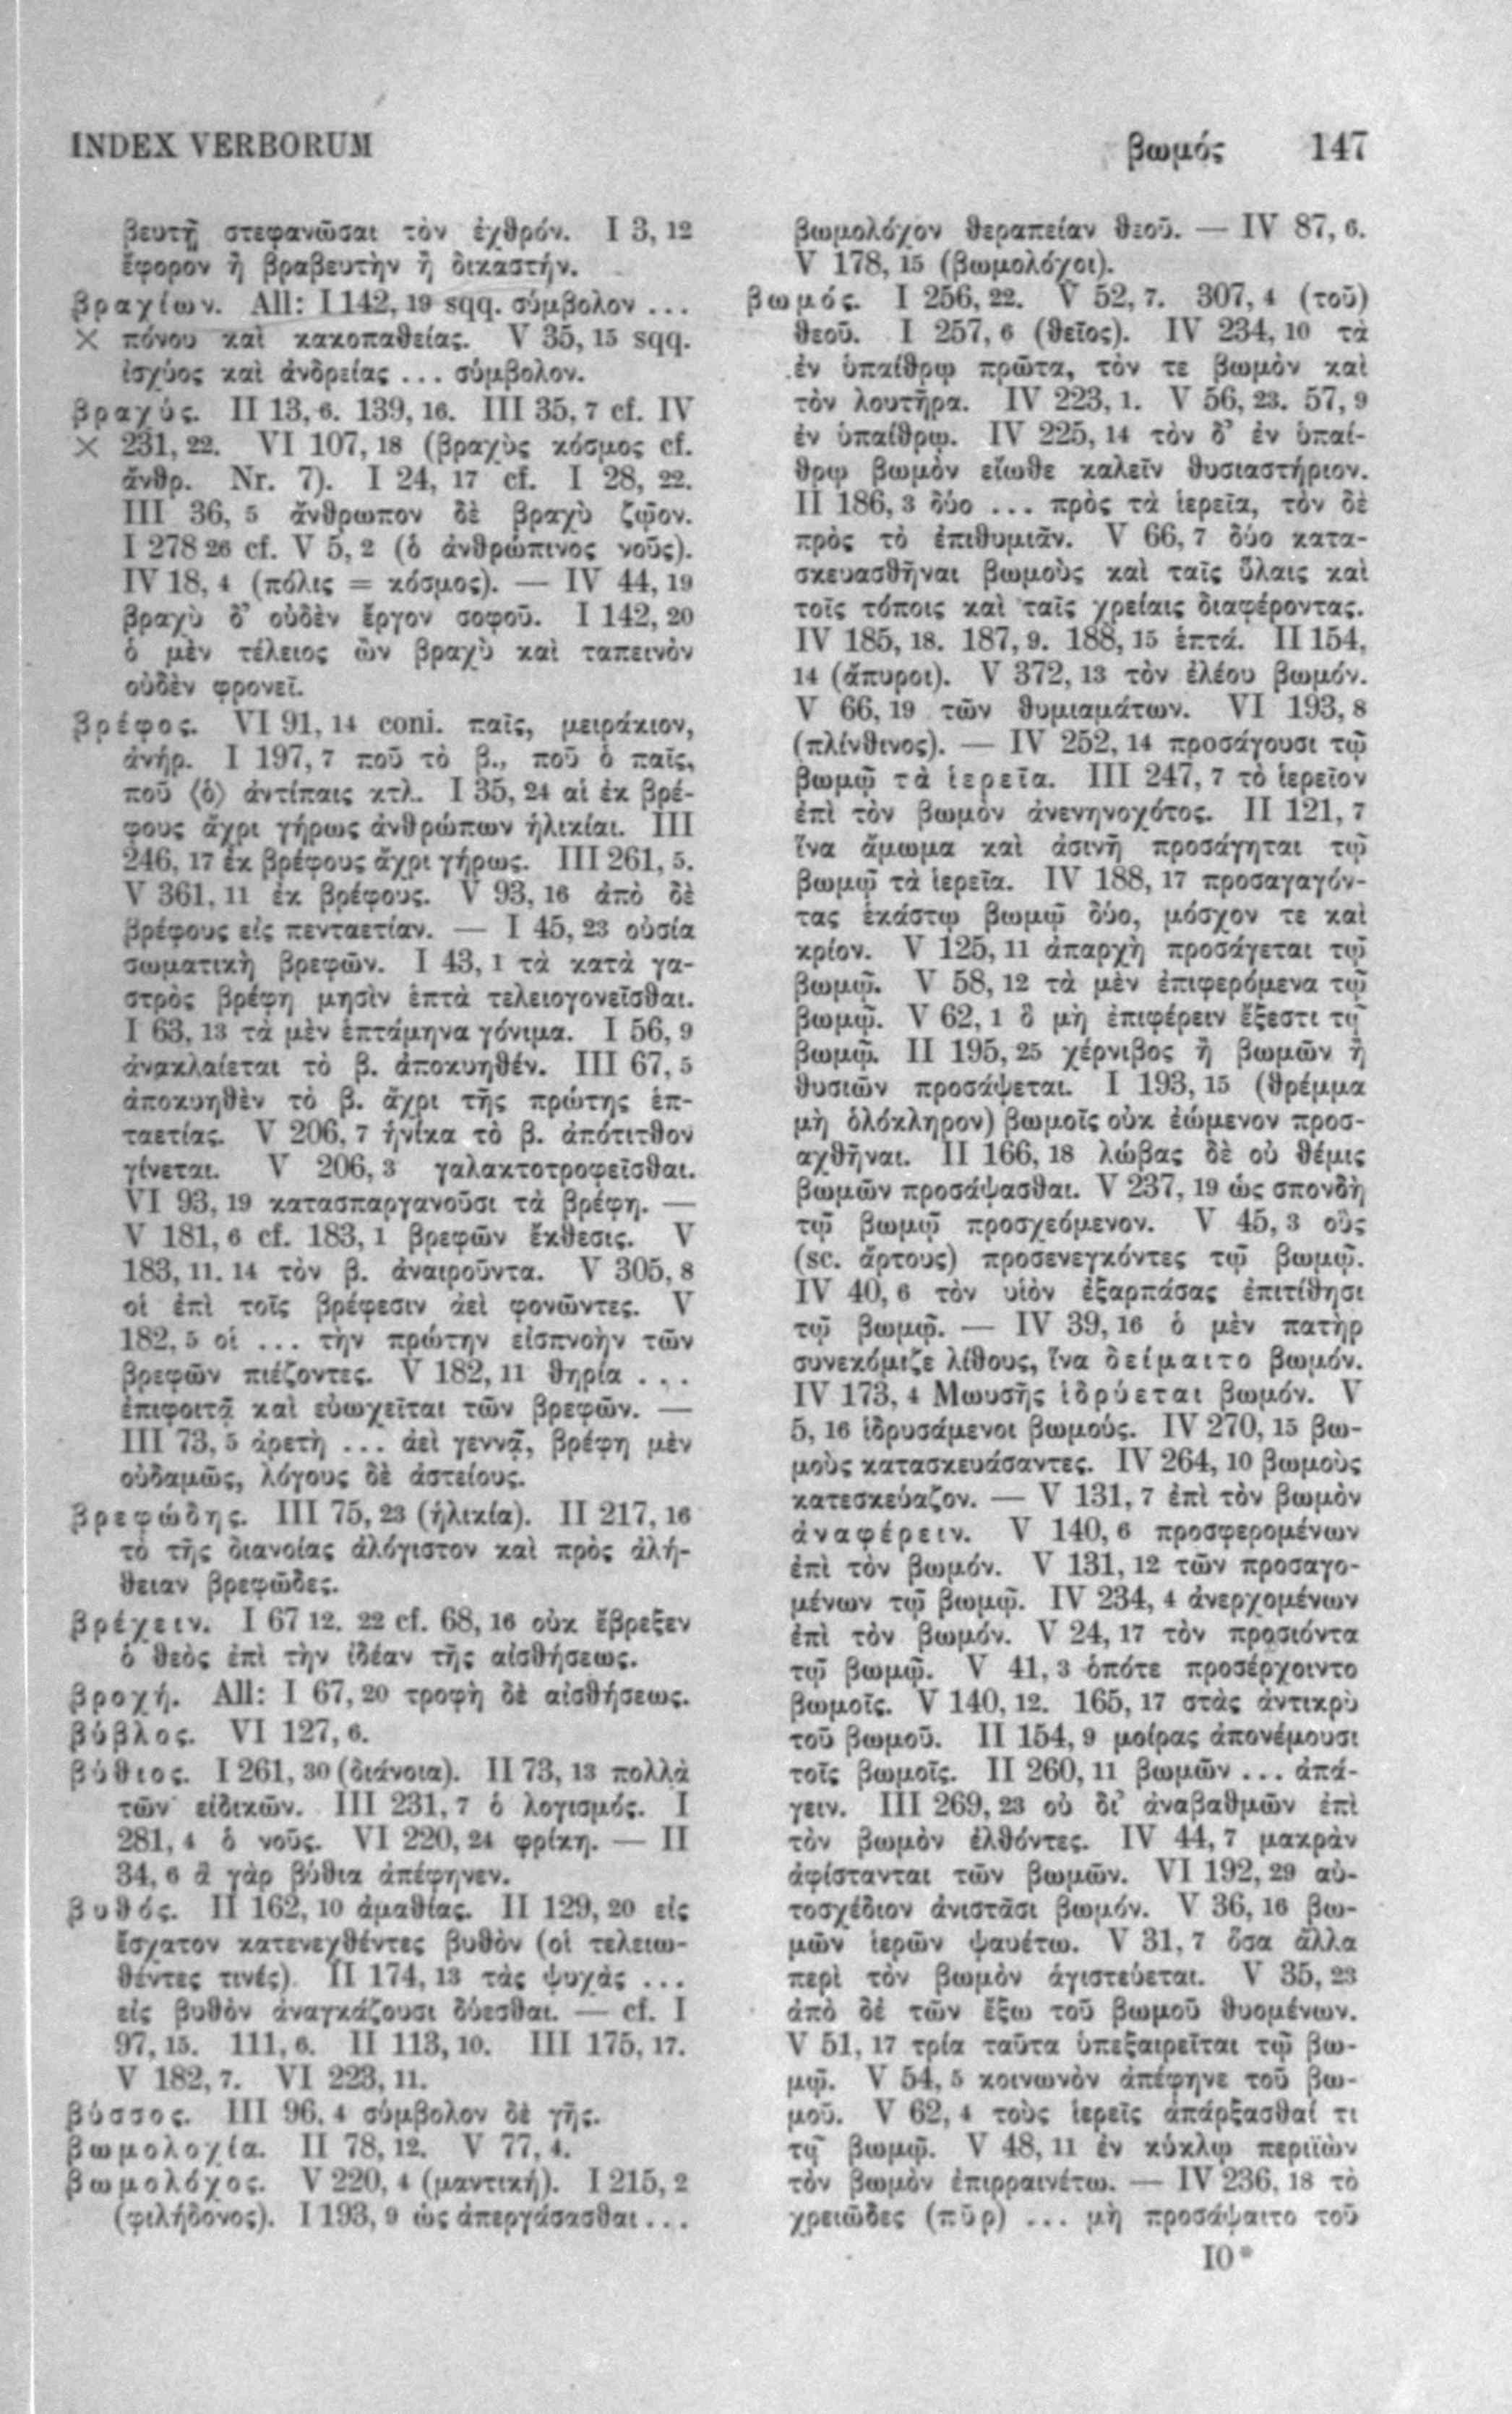 INDEX VERBORUM
βωμός 147
βευτῇ στεφανῶσαι τὸν ἐχθρόν. I 3, 12
ἔφορον ἢ βραβευτὴν ἢ δικαστήν.
βραχίων. All: I 142, 19 sqq. σύμβολον ...
× πόνου καὶ κακοπαθείας. V 35, 15 sqq.
ἰσχύος καὶ ἀνδρείας ... σύμβολον.
βραχύς. II 13, 6. 139, 16. III 35, 7 cf. IV
× 231, 22. VI 107, 18 (βραχὺς κόσμος cf.
ἄνθρ. Nr. 7). I 24, 17 cf. I 28, 22.
III 36, 5 ἄνθρωπον δὲ βραχὺ ζῷον.
I 278 26 cf. V 5, 2 (ὁ ἀνθρώπινος νοῦς).
IV 18, 4 (πόλις = κόσμος). — IV 44, 19
βραχὺ δ’ οὐδὲν ἔργον σοφοῦ. I 142, 20
ὁ μὲν τέλειος ὢν βραχὺ καὶ ταπεινὸν
οὐδὲν φρονεῖ.
βρέφος. VI 91, 14 coni. παῖς, μειράκιον,
ἀνήρ. I 197, 7 ποῦ τὸ β., ποῦ ὁ παῖς,
ποῦ ⟨ὁ⟩ ἀντίπαις κτλ. I 35, 24 αἱ ἐκ βρέ-
φους ἄχρι γήρως ἀνθρώπων ἡλικίαι. III
246, 17 ἐκ βρέφους ἄχρι γήρως. III 261, 5.
V 361, 11 ἐκ βρέφους. V 93, 16 ἀπὸ δὲ
βρέφους εἰς πενταετίαν. — I 45, 23 οὐσία
σωματικὴ βρεφῶν. I 43, 1 τὰ κατὰ γα-
στρὸς βρέφη μησὶν ἑπτὰ τελειογονεῖσθαι.
I 63, 13 τὰ μὲν ἑπτάμηνα γόνιμα. I 56, 9
ἀνακλαίεται τὸ β. ἀποκυηθέν. III 67, 5
ἀποκυηθὲν τὸ β. ἄχρι τῆς πρώτης ἑπ-
ταετίας. V 206, 7 ἡνίκα τὸ β. ἀπότιτθον
γίνεται. V 206, 3 γαλακτοτροφεῖσθαι.
VI 93, 19 κατασπαργανοῦσι τὰ βρέφη. —
V 181, 6 cf. 183, 1 βρεφῶν ἔκθεσις. V
183, 11. 14 τὸν β. ἀναιροῦντα. V 305, 8
οἱ ἐπὶ τοῖς βρέφεσιν ἀεὶ φονῶντες. V
182, 5 οἱ ... τὴν πρώτην εἰσπνοὴν τῶν
βρεφῶν πιέζοντες. V 182, 11 θηρία ...
ἐπιφοιτᾷ καὶ εὐωχεῖται τῶν βρεφῶν. —
III 73, 5 ἀρετὴ ... ἀεὶ γεννᾷ, βρέφη μὲν
οὐδαμῶς, λόγους δὲ ἀστείους.
βρεφώδης. III 75, 23 (ἡλικία). II 217, 16
τὸ τῆς διανοίας ἀλόγιστον καὶ πρὸς ἀλή-
θειαν βρεφῶδες.
βρέχειν. I 67 12. 22 cf. 68, 16 οὐκ ἔβρεξεν
ὁ θεὸς ἐπὶ τὴν ἰδέαν τῆς αἰσθήσεως.
βροχή. All: I 67, 20 τροφὴ δὲ αἰσθήσεως.
βύβλος. VI 127, 6.
βύθιος. I 261, 30 (διάνοια). II 73, 13 πολλὰ
τῶν εἰδικῶν. III 231, 7 ὁ λογισμός. I
281, 4 ὁ νοῦς. VI 220, 24 φρίκη. — II
34, 6 ἃ γὰρ βύθια ἀπέφηνεν.
βυθός. II 162, 10 ἀμαθίας. II 129, 20 εἰς
ἔσχατον κατενεχθέντες βυθὸν (οἱ τελειω-
θέντες τινές). II 174, 13 τὰς ψυχὰς ...
εἰς βυθὸν ἀναγκάζουσι δύεσθαι. — cf. I
97, 15. 111, 6. II 113, 10. III 175, 17.
V 182, 7. VI 223, 11.
βύσσος. III 96, 4 σύμβολον δὲ γῆς.
βωμολοχία. II 78, 12. V 77, 4.
βωμολόχος. V 220, 4 (μαντική). I 215, 2
(φιλήδονος). I 193, 9 ὡς ἀπεργάσασθαι ...
βωμολόχον θεραπείαν θεοῦ. — IV 87, 6.
V 178, 15 (βωμολόχοι).
βωμός. I 256, 22. V 52, 7. 307, 4 (τοῦ)
θεοῦ. I 257, 6 (θεῖος). IV 234, 10 τὰ
ἐν ὑπαίθρῳ πρῶτα, τόν τε βωμὸν καὶ
τὸν λουτῆρα. IV 223, 1. V 56, 23. 57, 9
ἐν ὑπαίθρῳ. IV 225, 14 τὸν δ’ ἐν ὑπαί-
θρῳ βωμὸν εἴωθε καλεῖν θυσιαστήριον.
II 186, 3 δύο ... πρὸς τὰ ἱερεῖα, τὸν δὲ
πρὸς τὸ ἐπιθυμιᾶν. V 66, 7 δύο κατα-
σκευασθῆναι βωμοὺς καὶ ταῖς ὕλαις καὶ
τοῖς τόποις καὶ ταῖς χρείαις διαφέροντας.
IV 185, 18. 187, 9. 188, 15 ἑπτά. II 154,
14 (ἄπυροι). V 372, 13 τὸν ἐλέου βωμόν.
V 66, 19 τῶν θυμιαμάτων. VI 193, 8
(πλίνθινος). — IV 252, 14 προσάγουσι τῷ
βωμῷ τὰ ἱερεῖα. III 247, 7 τὸ ἱερεῖον
ἐπὶ τὸν βωμὸν ἀνενηνοχότος. II 121, 7
ἵνα ἄμωμα καὶ ἀσινῆ προσάγηται τῷ
βωμῷ τὰ ἱερεῖα. IV 188, 17 προσαγαγόν-
τας ἑκάστῳ βωμῷ δύο, μόσχον τε καὶ
κρίον. V 125, 11 ἀπαρχὴ προσάγεται τῷ
βωμῷ. V 58, 12 τὰ μὲν ἐπιφερόμενα τῷ
βωμῷ. V 62, 1 ὃ μὴ ἐπιφέρειν ἔξεστι τῷ
βωμῷ. II 195, 25 χέρνιβος ἢ βωμῶν ἢ
θυσιῶν προσάψεται. I 193, 15 (θρέμμα
μὴ ὁλόκληρον) βωμοῖς οὐκ ἐώμενον προσ-
αχθῆναι. II 166, 18 λώβας δὲ οὐ θέμις
βωμῶν προσάψασθαι. V 237, 19 ὡς σπονδὴ
τῷ βωμῷ προσχεόμενον. V 45, 3 οὓς
(sc. ἄρτους) προσενεγκόντες τῷ βωμῷ.
IV 40, 6 τὸν υἱὸν ἐξαρπάσας ἐπιτίθησι
τῷ βωμῷ. — IV 39, 16 ὁ μὲν πατὴρ
συνεκόμιζε λίθους, ἵνα δείμαιτο βωμόν.
IV 173, 4 Μωυσῆς ἱδρύεται βωμόν. V
5, 16 ἱδρυσάμενοι βωμούς. IV 270, 15 βω-
μοὺς κατασκευάσαντες. IV 264, 10 βωμοὺς
κατεσκεύαζον. — V 131, 7 ἐπὶ τὸν βωμὸν
ἀναφέρειν. V 140, 6 προσφερομένων
ἐπὶ τὸν βωμόν. V 131, 12 τῶν προσαγο-
μένων τῷ βωμῷ. IV 234, 4 ἀνερχομένων
ἐπὶ τὸν βωμόν. V 24, 17 τὸν προσιόντα
τῷ βωμῷ. V 41, 3 ὁπότε προσέρχοιντο
βωμοῖς. V 140, 12. 165, 17 στὰς ἀντικρὺ
τοῦ βωμοῦ. II 154, 9 μοίρας ἀπονέμουσι
τοῖς βωμοῖς. II 260, 11 βωμῶν ... ἀπά-
γειν. III 269, 23 οὐ δι’ ἀναβαθμῶν ἐπὶ
τὸν βωμὸν ἐλθόντες. IV 44, 7 μακρὰν
ἀφίστανται τῶν βωμῶν. VI 192, 29 αὐ-
τοσχέδιον ἀνιστᾶσι βωμόν. V 36, 16 βω-
μῶν ἱερῶν ψαυέτω. V 31, 7 ὅσα ἄλλα
περὶ τὸν βωμὸν ἁγιστεύεται. V 35, 23
ἀπὸ δὲ τῶν ἔξω τοῦ βωμοῦ θυομένων.
V 51, 17 τρία ταῦτα ὑπεξαιρεῖται τῷ βω-
μῷ. V 54, 5 κοινωνὸν ἀπέφηνε τοῦ βω-
μοῦ. V 62, 4 τοὺς ἱερεῖς ἀπάρξασθαί τι
τῷ βωμῷ. V 48, 11 ἐν κύκλῳ περιιὼν
τὸν βωμὸν ἐπιρραινέτω. — IV 236, 18 τὸ
χρειῶδες (πῦρ) ... μὴ προσάψαιτο τοῦ
10*